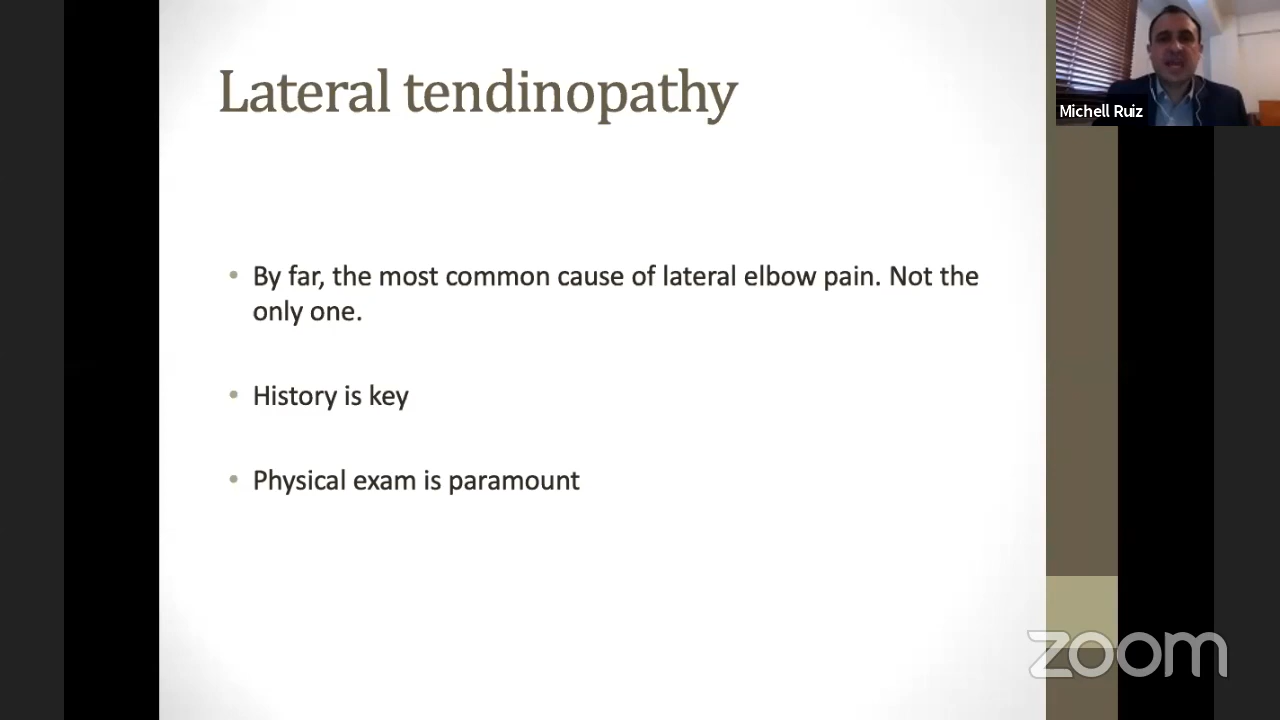 Lateral tendinopathy
Michell Ruiz
• By far, the most common cause of lateral elbow pain. Not the
only one.
• History is key
• Physical exam is paramount
zoom